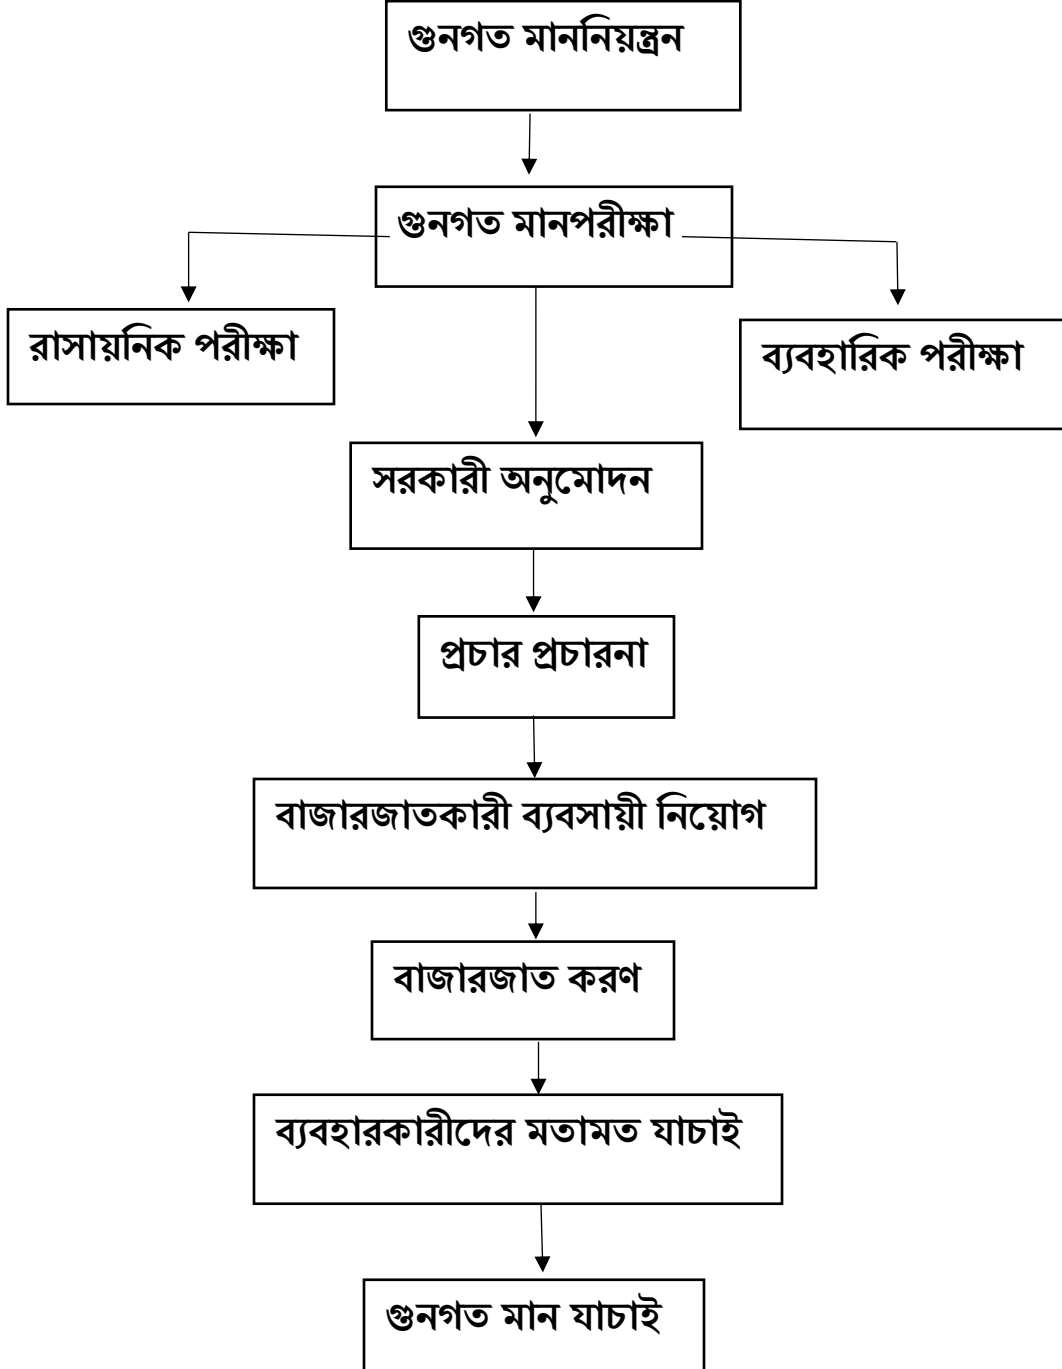 গুনগত মাননিয়ন্ত্রন
গুনগত মানপরীক্ষা
রাসায়নিক পরীক্ষা
ব্যবহারিক পরীক্ষা
সরকারী অনুমোদন
প্রচার প্রচারনা
বাজারজাতকারী ব্যবসায়ী নিয়োগ
বাজারজাত করণ
ব্যবহারকারীদের মতামত যাচাই
গুনগত মান যাচাই